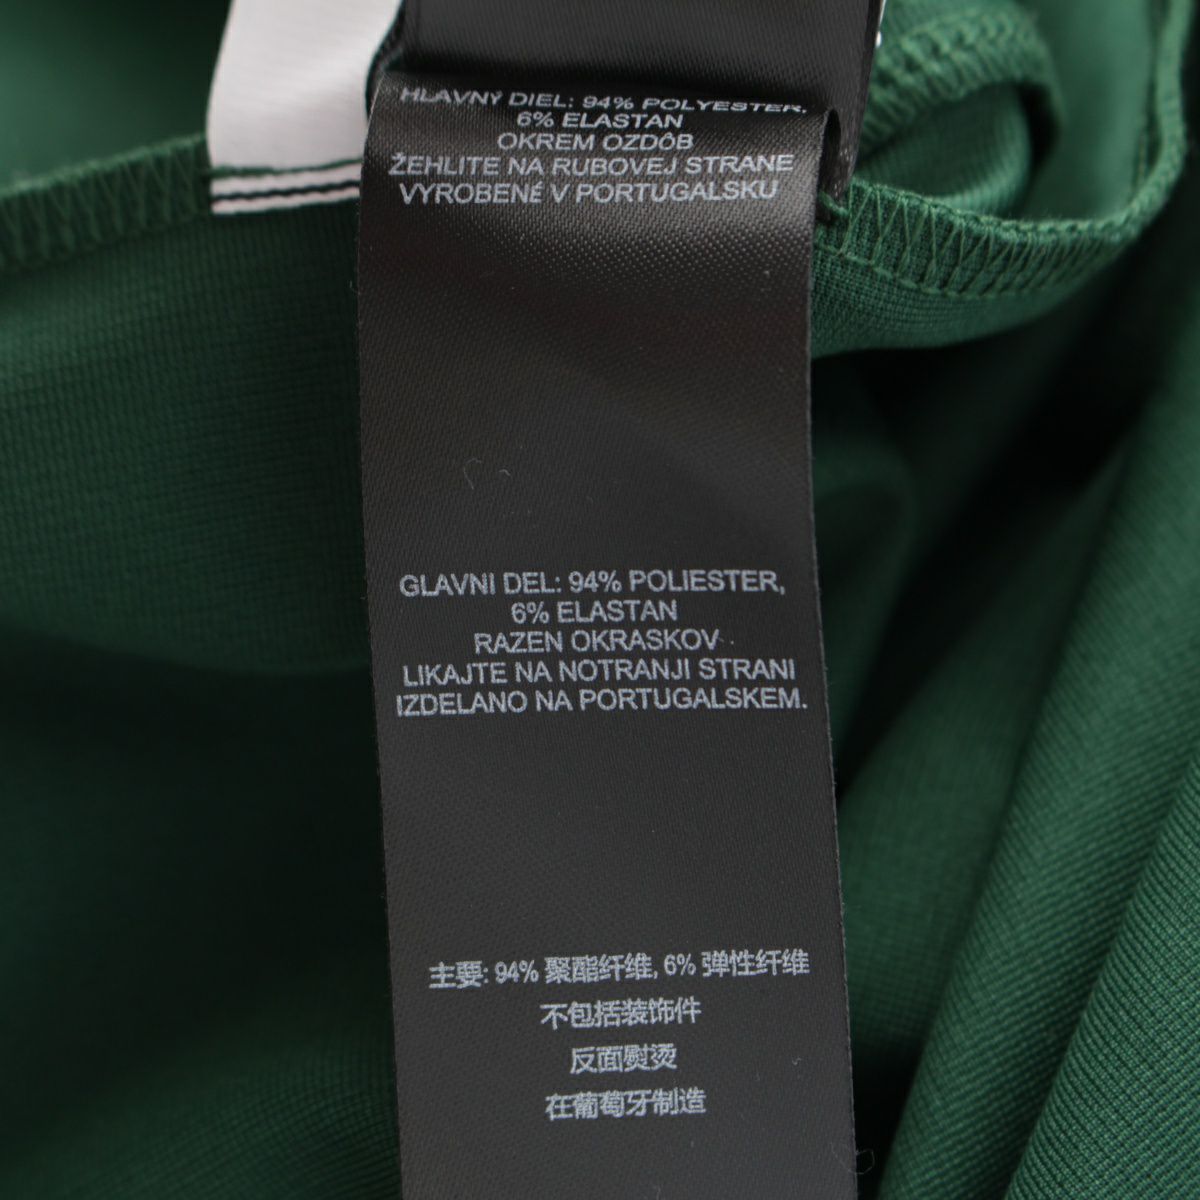 HLAVNÝ DIEL: 94% POLYESTER,
6% ELASTAN
OKREM OZDÔB
ŽEHLITE NA RUBOVEJ STRANE
VYROBENÉ V PORTUGALSKU
GLAVNI DEL: 94% POLIESTER,
6% ELASTAN
RAZEN OKRASKOV
LIKAJTE NA NOTRANJI STRANI
IZDELANO NA PORTUGALSKEM.
主要: 94% 聚酯纤维, 6% 弹性纤维
不包括装饰件
反面熨烫
在葡萄牙制造